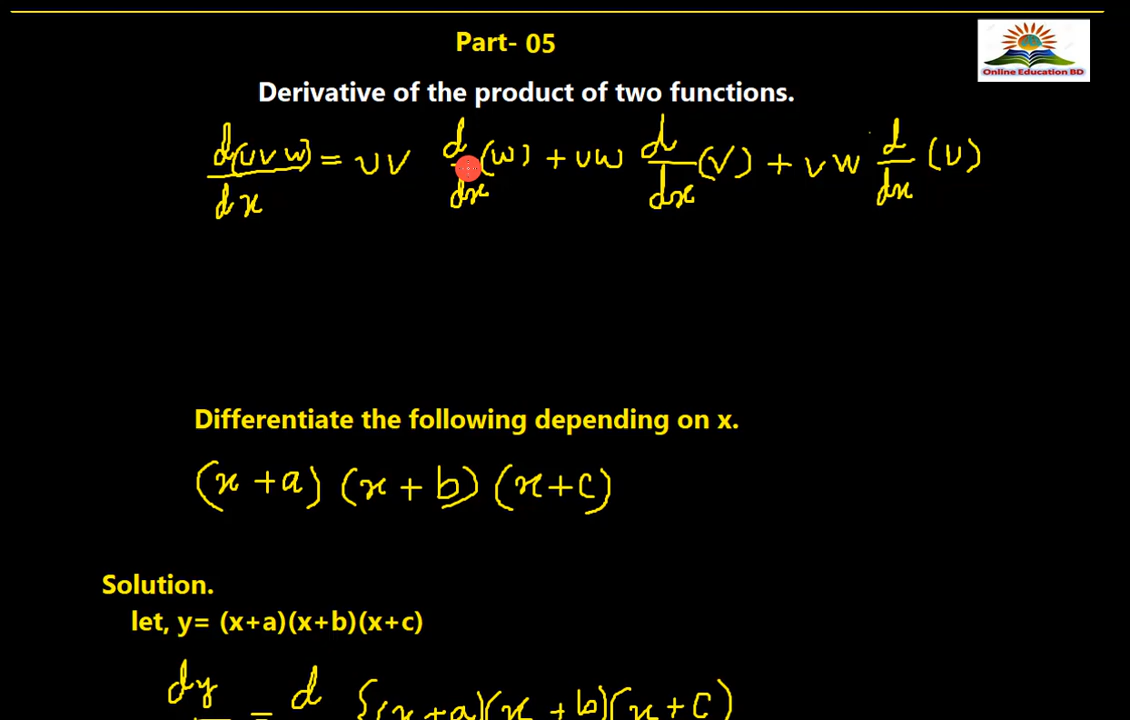 Part- 05
Online Education BD
Derivative of the product of two functions.
d(uvw)/dx = uv d/dx (w) + uw d/dx (v) + vw d/dx (u)
Differentiate the following depending on x.
(x+a) (x+b) (x+c)
Solution.
let, y= (x+a)(x+b)(x+c)
dy = d {(x+a)(x+b)(x+c)